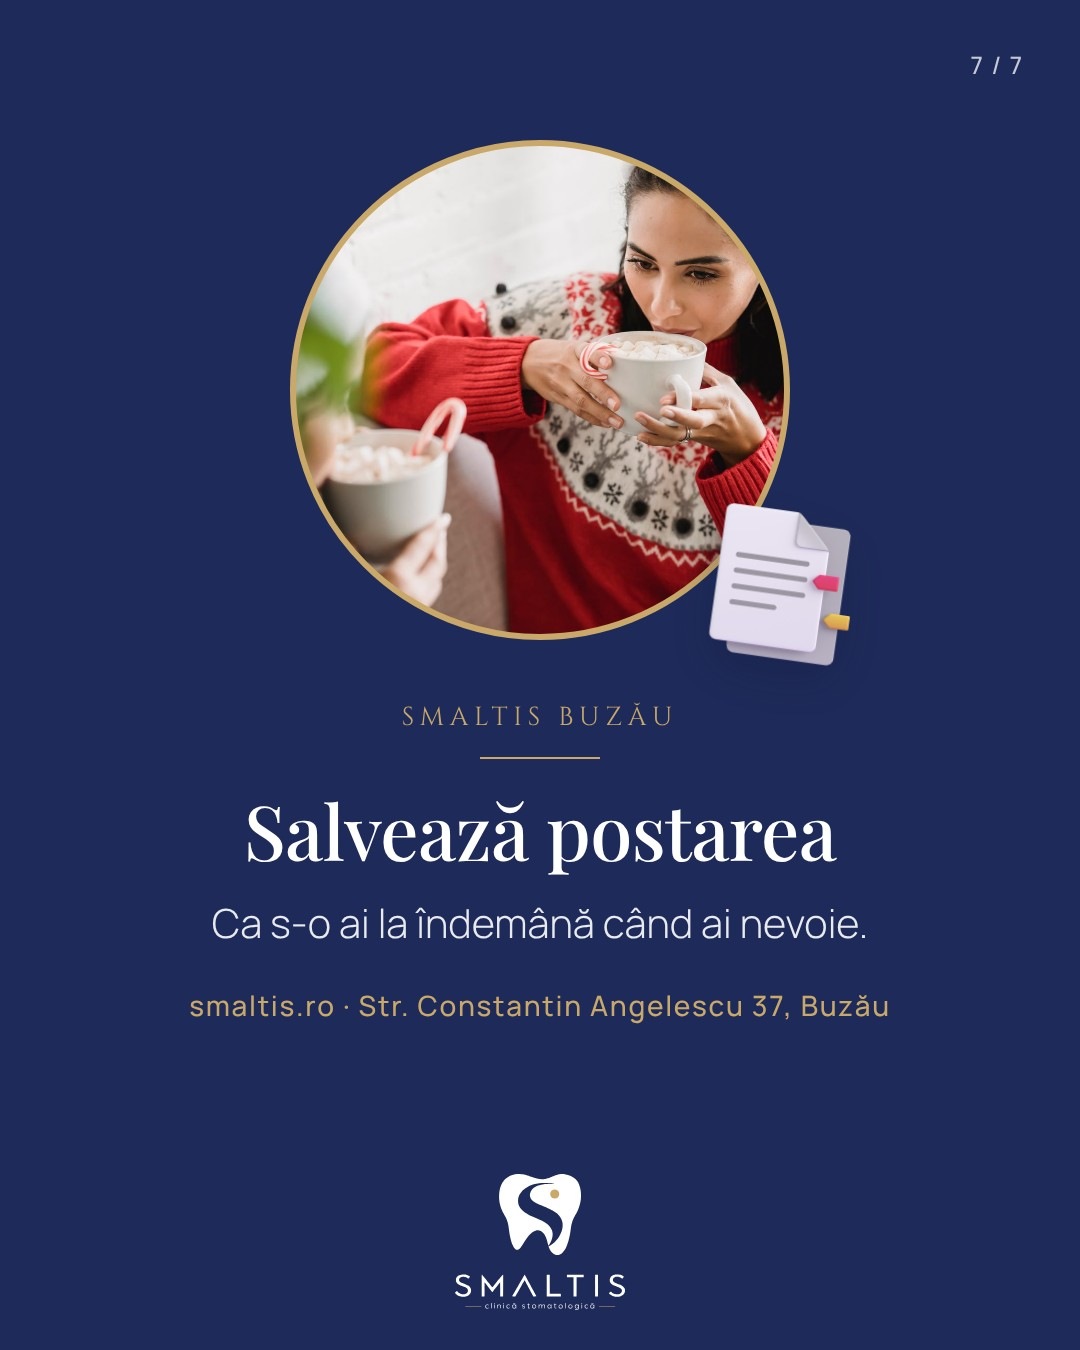 7 / 7
SMALTIS BUZĂU
Salvează postarea
Ca s-o ai la îndemână când ai nevoie.
smaltis.ro · Str. Constantin Angelescu 37, Buzău
SMALTIS
clinică stomatologică